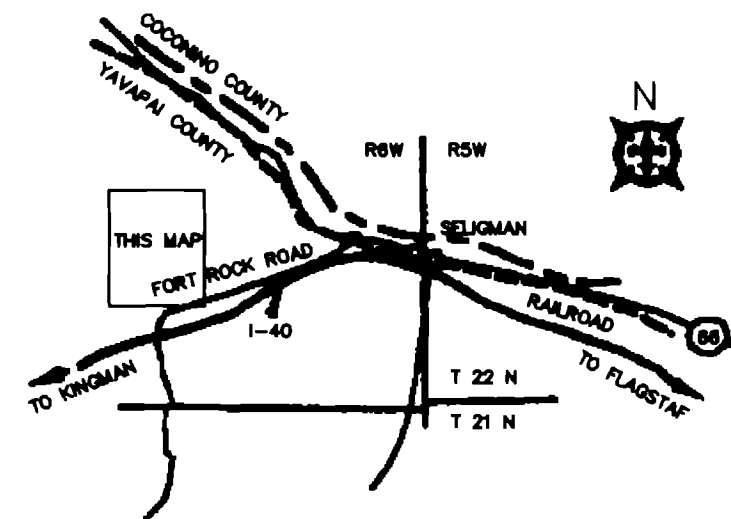 COCONINO COUNTY
YAVAPAI COUNTY
N
R6W
R5W
THIS MAP
SELIGMAN
FORT ROCK ROAD
I-40
RAILROAD
66
TO KINGMAN
TO FLAGSTAF
T 22 N
T 21 N